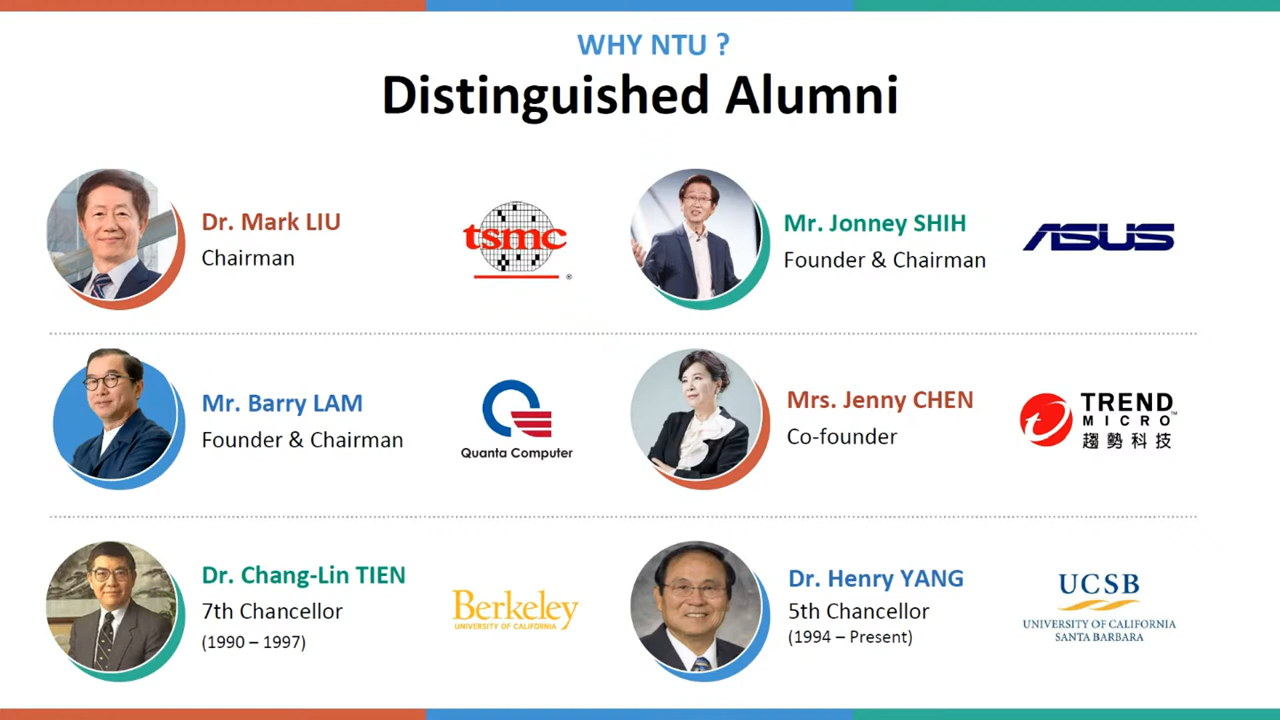 WHY NTU ?
Distinguished Alumni
Dr. Mark LIU
Chairman
tsmc
®
Mr. Jonney SHIH
Founder & Chairman
ASUS
Mr. Barry LAM
Founder & Chairman
Quanta Computer
Mrs. Jenny CHEN
Co-founder
TREND
MICRO™
趨勢科技
Dr. Chang-Lin TIEN
7th Chancellor
(1990 – 1997)
Berkeley
UNIVERSITY OF CALIFORNIA
Dr. Henry YANG
5th Chancellor
(1994 – Present)
UCSB
UNIVERSITY OF CALIFORNIA
SANTA BARBARA